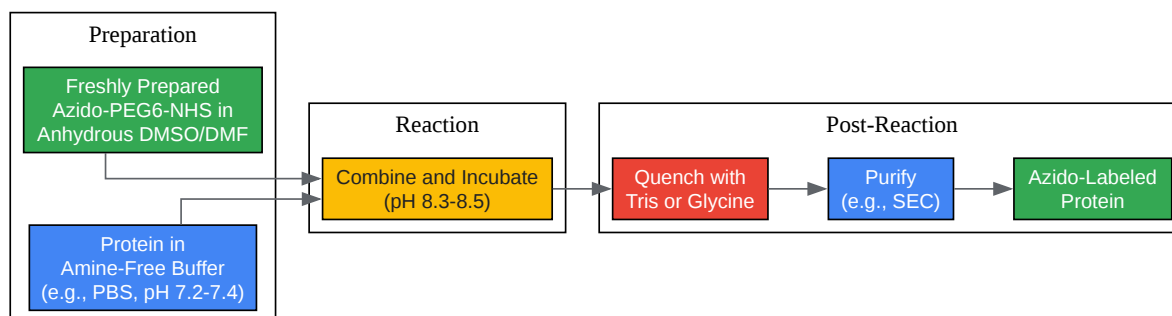 Preparation
Freshly Prepared
Azido-PEG6-NHS in
Anhydrous DMSO/DMF
Protein in
Amine-Free Buffer
(e.g., PBS, pH 7.2-7.4)
Reaction
Combine and Incubate
(pH 8.3-8.5)
Post-Reaction
Quench with
Tris or Glycine
Purify
(e.g., SEC)
Azido-Labeled
Protein